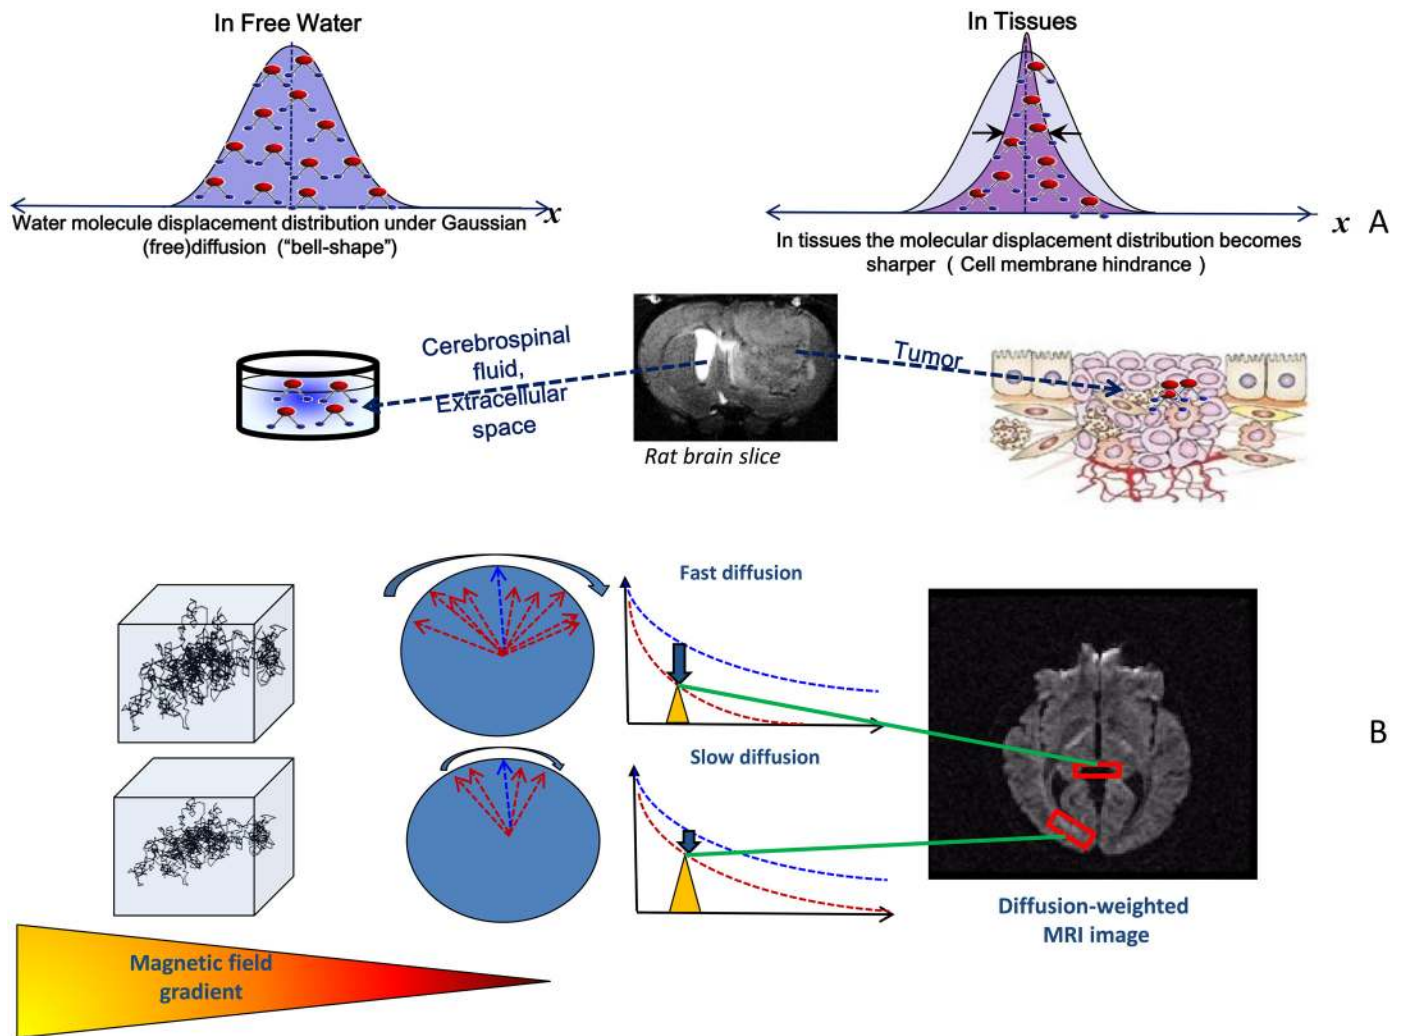 In Free Water
In Tissues
x
Water molecule displacement distribution under Gaussian
(free)diffusion ("bell-shape")
x
A
In tissues the molecular displacement distribution becomes
sharper ( Cell membrane hindrance )
Cerebrospinal
fluid,
Extracellular
space
Tumor
Rat brain slice
Fast diffusion
B
Slow diffusion
Diffusion-weighted
MRI image
Magnetic field
gradient